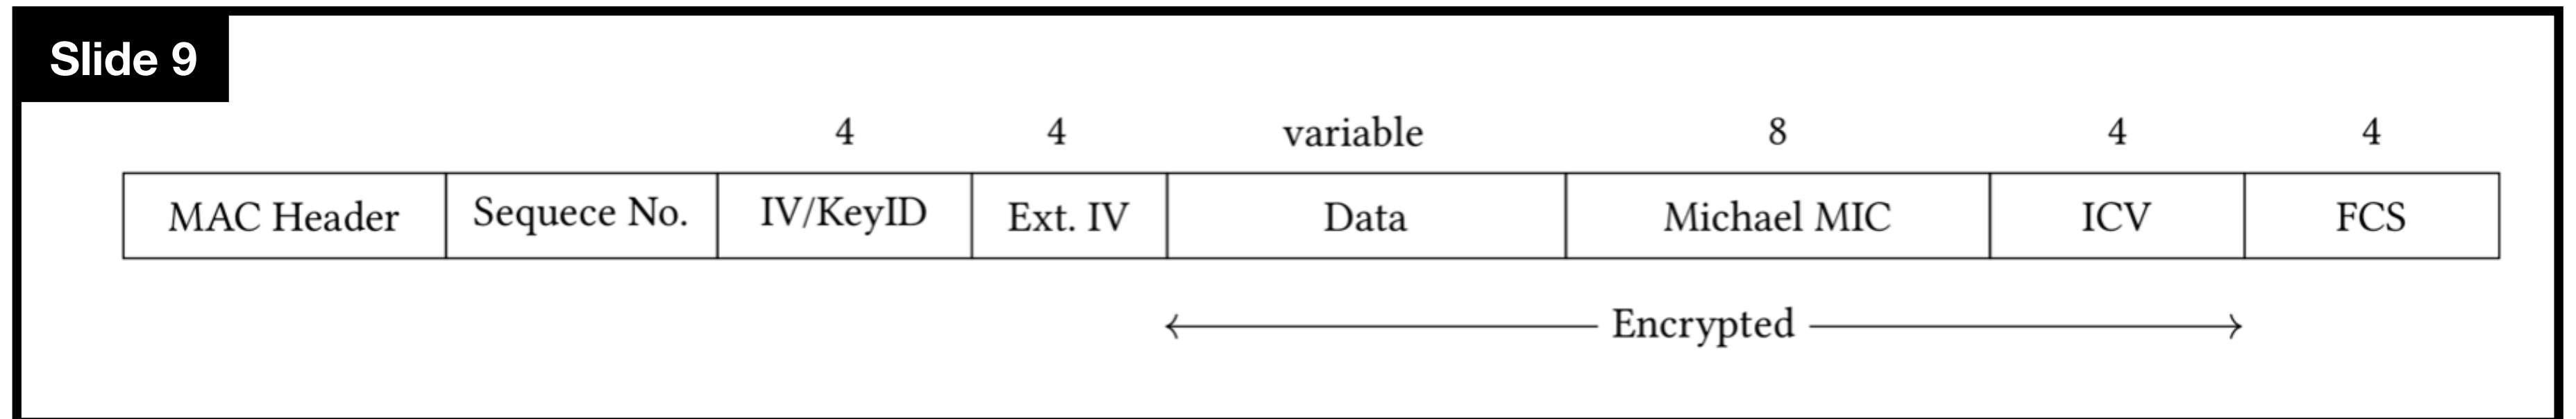 Slide 9
4 4 variable 8 4 4
MAC Header Sequece No. IV/KeyID Ext. IV Data Michael MIC ICV FCS
Encrypted